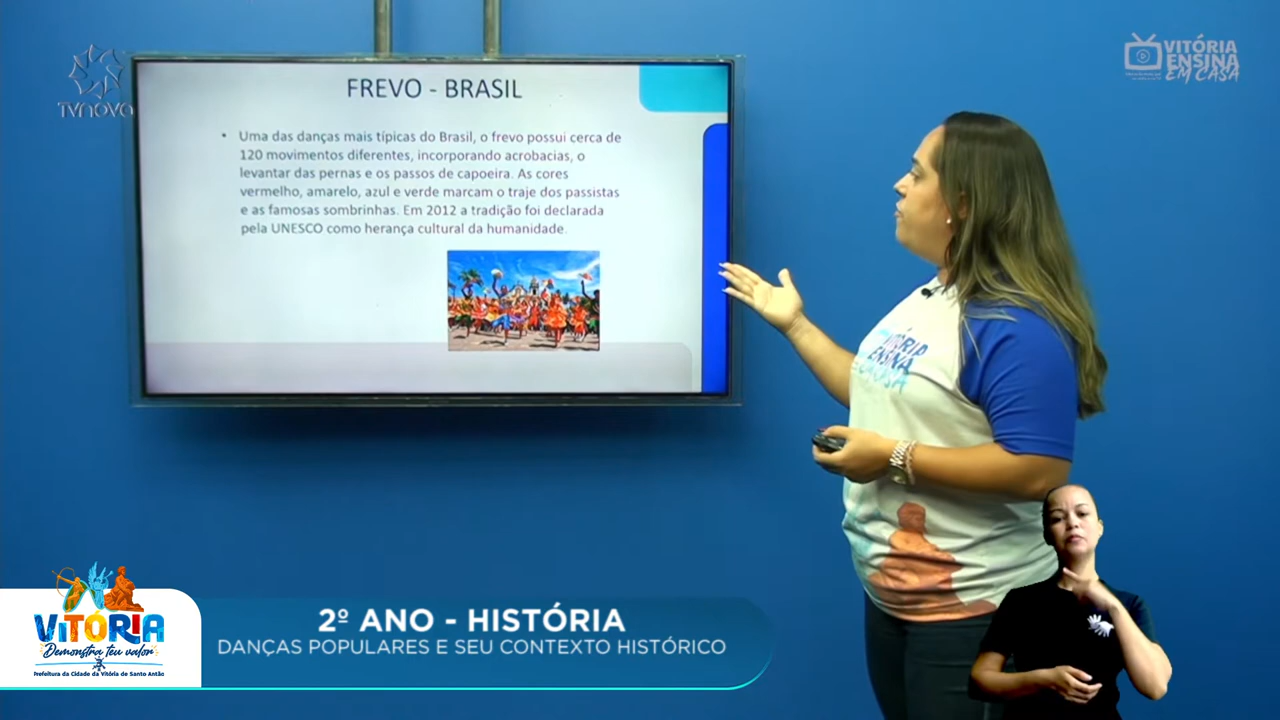 TVNOVO
VITÓRIA
ENSINA
EM CASA
FREVO - BRASIL
• Uma das danças mais típicas do Brasil, o frevo possui cerca de
120 movimentos diferentes, incorporando acrobacias, o
levantar das pernas e os passos de capoeira. As cores
vermelho, amarelo, azul e verde marcam o traje dos passistas
e as famosas sombrinhas. Em 2012 a tradição foi declarada
pela UNESCO como herança cultural da humanidade.
VITÓRIA
ENSINA
VITÓRIA
Demonstra teu valor
Prefeitura da Cidade da Vitória de Santo Antão
2º ANO - HISTÓRIA
DANÇAS POPULARES E SEU CONTEXTO HISTÓRICO